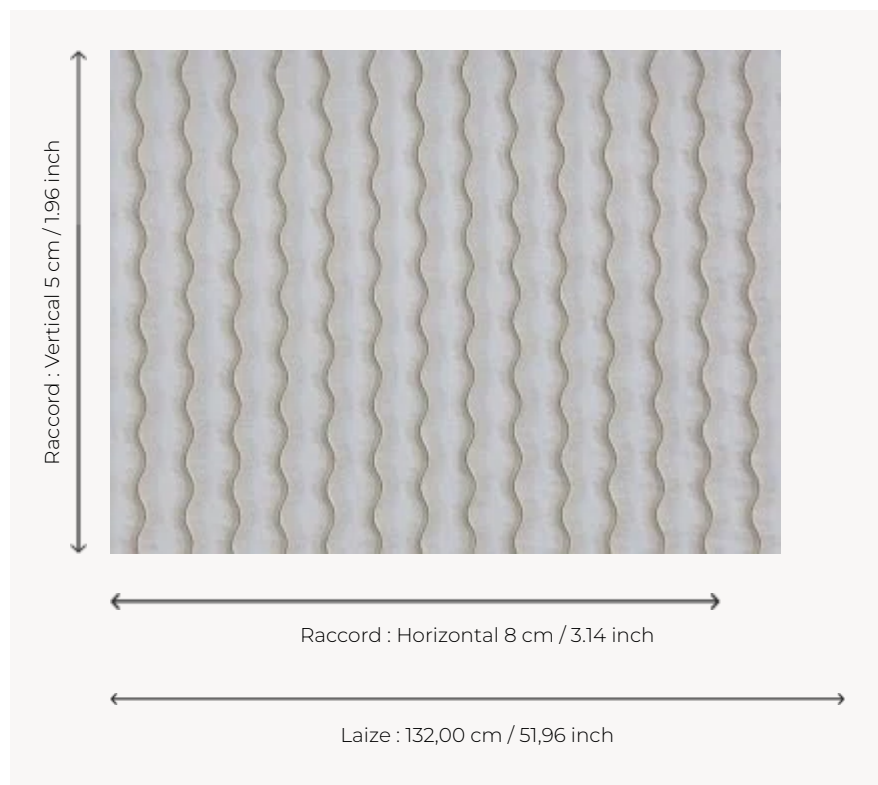 Raccord : Vertical 5 cm / 1.96 inch
Raccord : Horizontal 8 cm / 3.14 inch
Laize : 132,00 cm / 51,96 inch